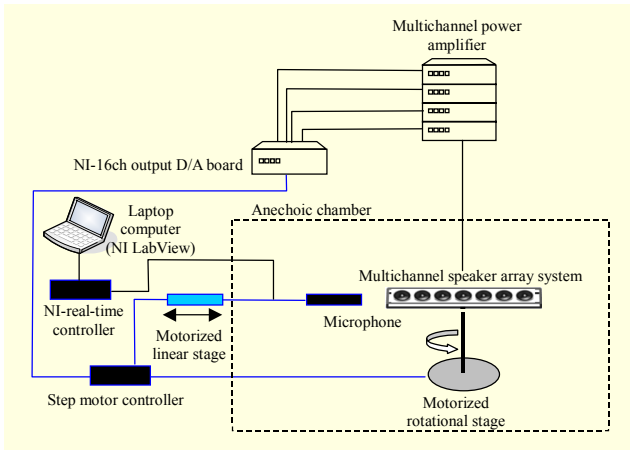 Multichannel power
amplifier
NI-16ch output D/A board
Laptop
computer
(NI LabView)
Anechoic chamber
Multichannel speaker array system
NI-real-time
controller
Microphone
Motorized
linear stage
Step motor controller
Motorized
rotational stage